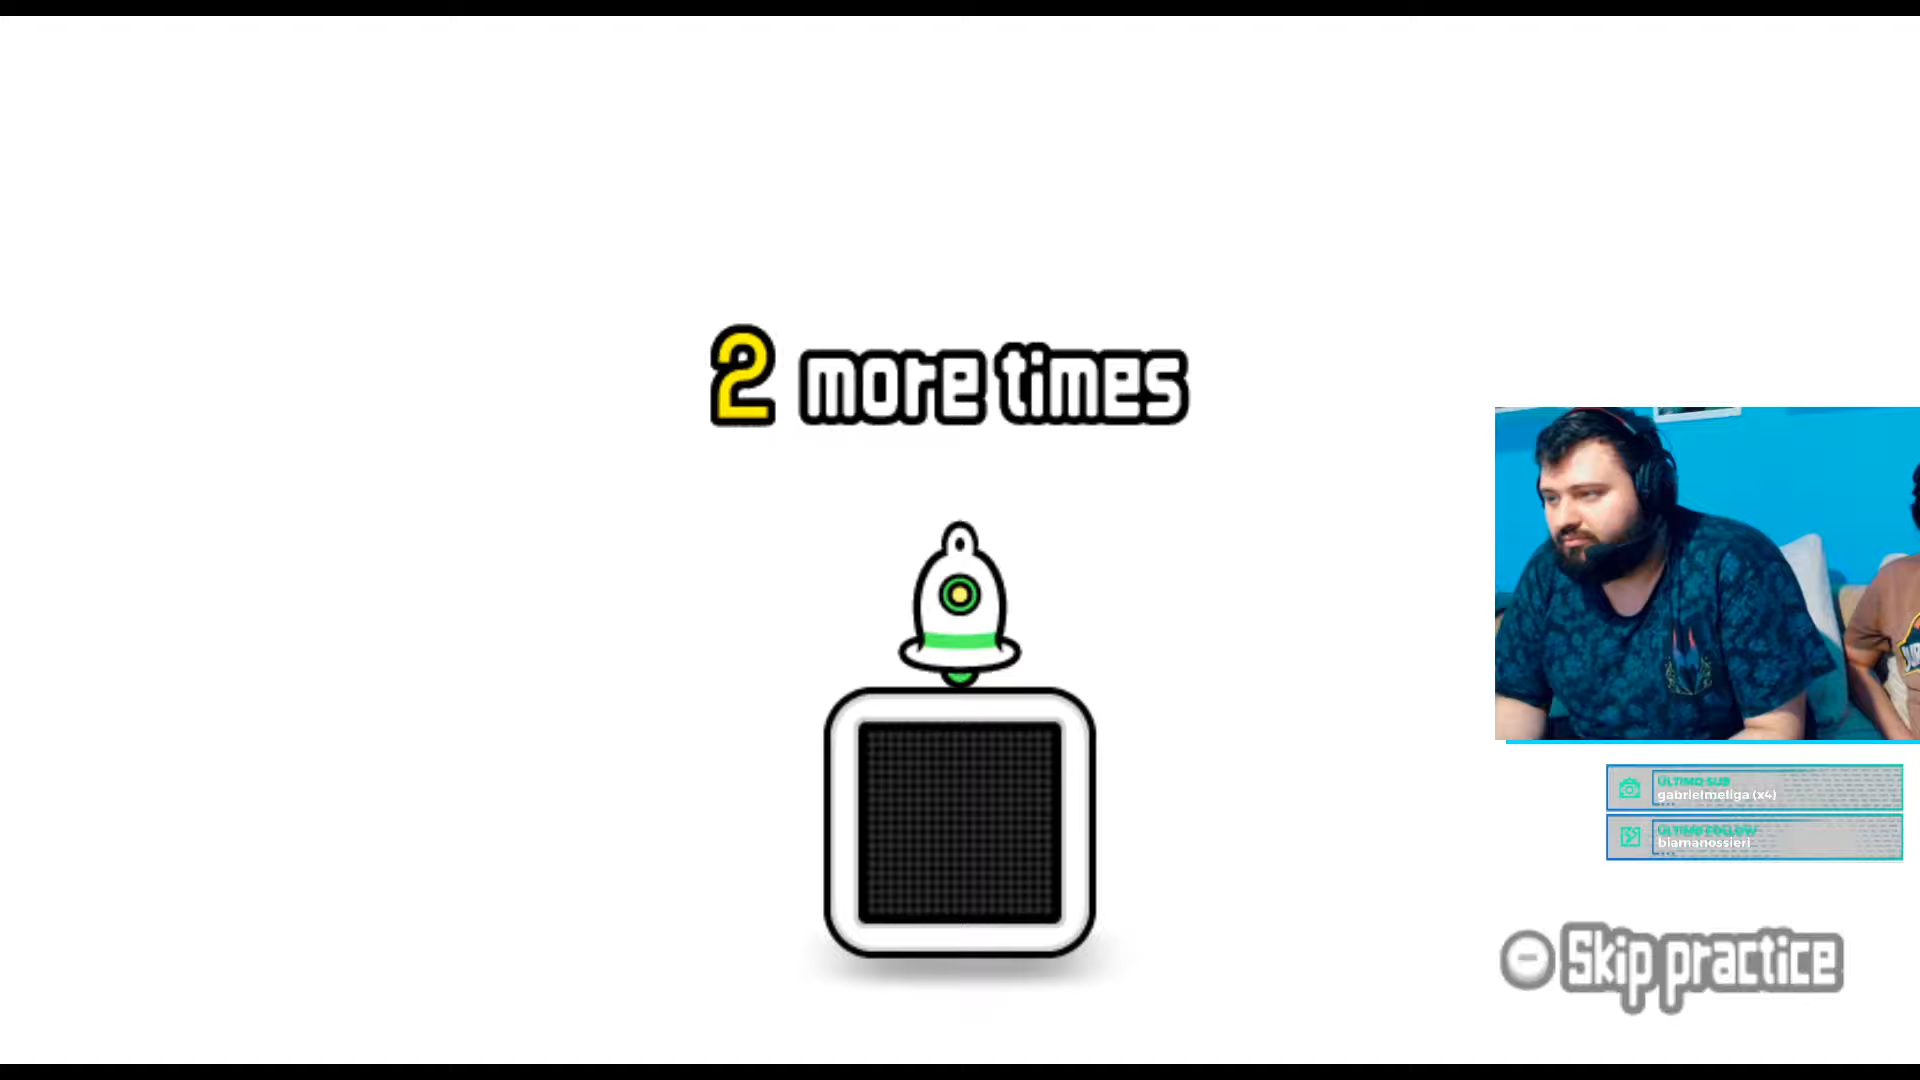 2 more times
ÚLTIMO SUB
gabrielmeliga (x4)
ÚLTIMO FOLLOW
biamanossieri
Skip practice